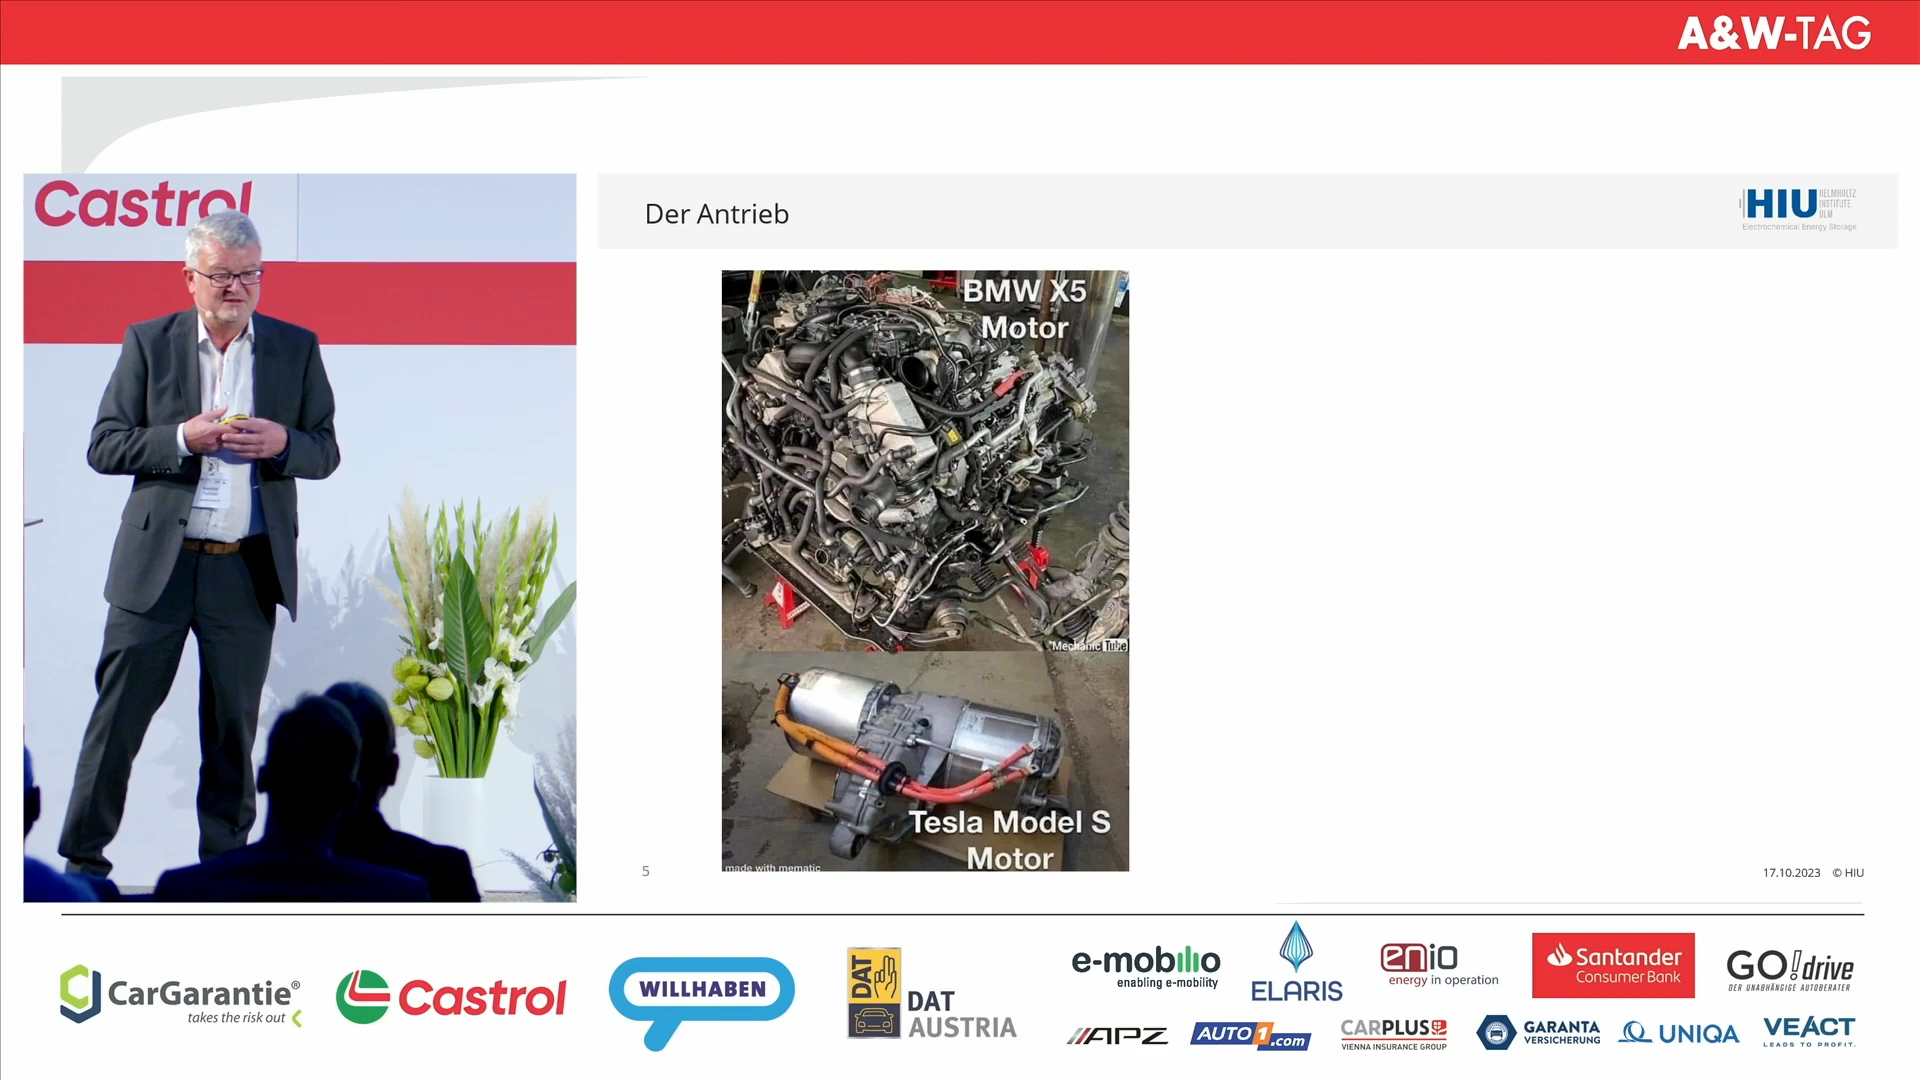 A&W-TAG
Castrol
Der Antrieb
HIU
HELMHOLTZ
INSTITUTE
ULM
Electrochemical Energy Storage
BMW X5
Motor
"Mechanic Tube
Tesla Model S
Motor
made with mematic
5
17.10.2023 © HIU
CarGarantie®
takes the risk out
Castrol
WILLHABEN
DAT
DAT
AUSTRIA
e-mobilio
enabling e-mobility
ELARIS
enio
energy in operation
Santander
Consumer Bank
GO!drive
DER UNABHÄNGIGE AUTOBERATER
APZ
AUTO1.com
CARPLUS
VIENNA INSURANCE GROUP
GARANTA
VERSICHERUNG
UNIQA
VEACT
LEADS TO PROFIT.